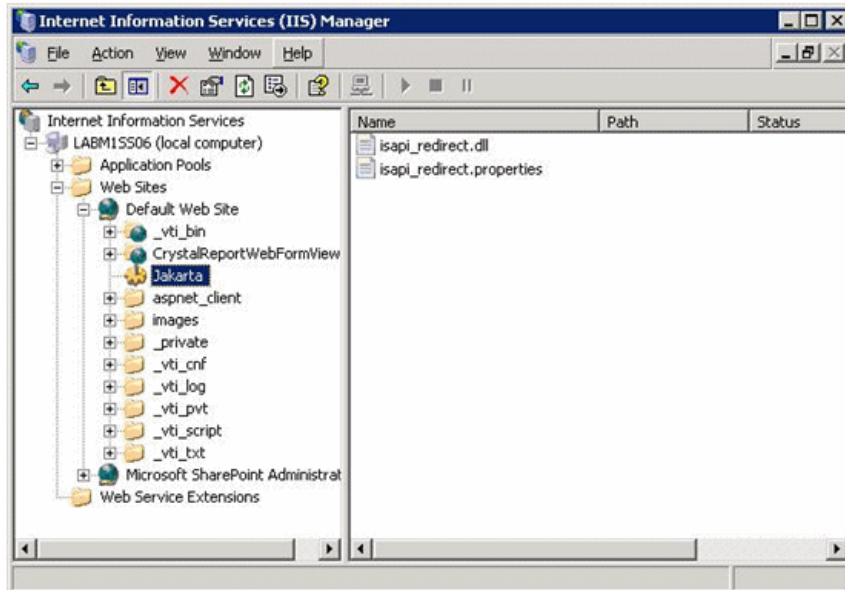 Internet Information Services (IIS) Manager
File Action View Window Help
Internet Information Services
LABM1SS06 (local computer)
Application Pools
Web Sites
Default Web Site
_vti_bin
CrystalReportWebFormView
Jakarta
aspnet_client
images
_private
_vti_cnf
_vti_log
_vti_pvt
_vti_script
_vti_txt
Microsoft SharePoint Administrat
Web Service Extensions
Name Path Status
isapi_redirect.dll
isapi_redirect.properties